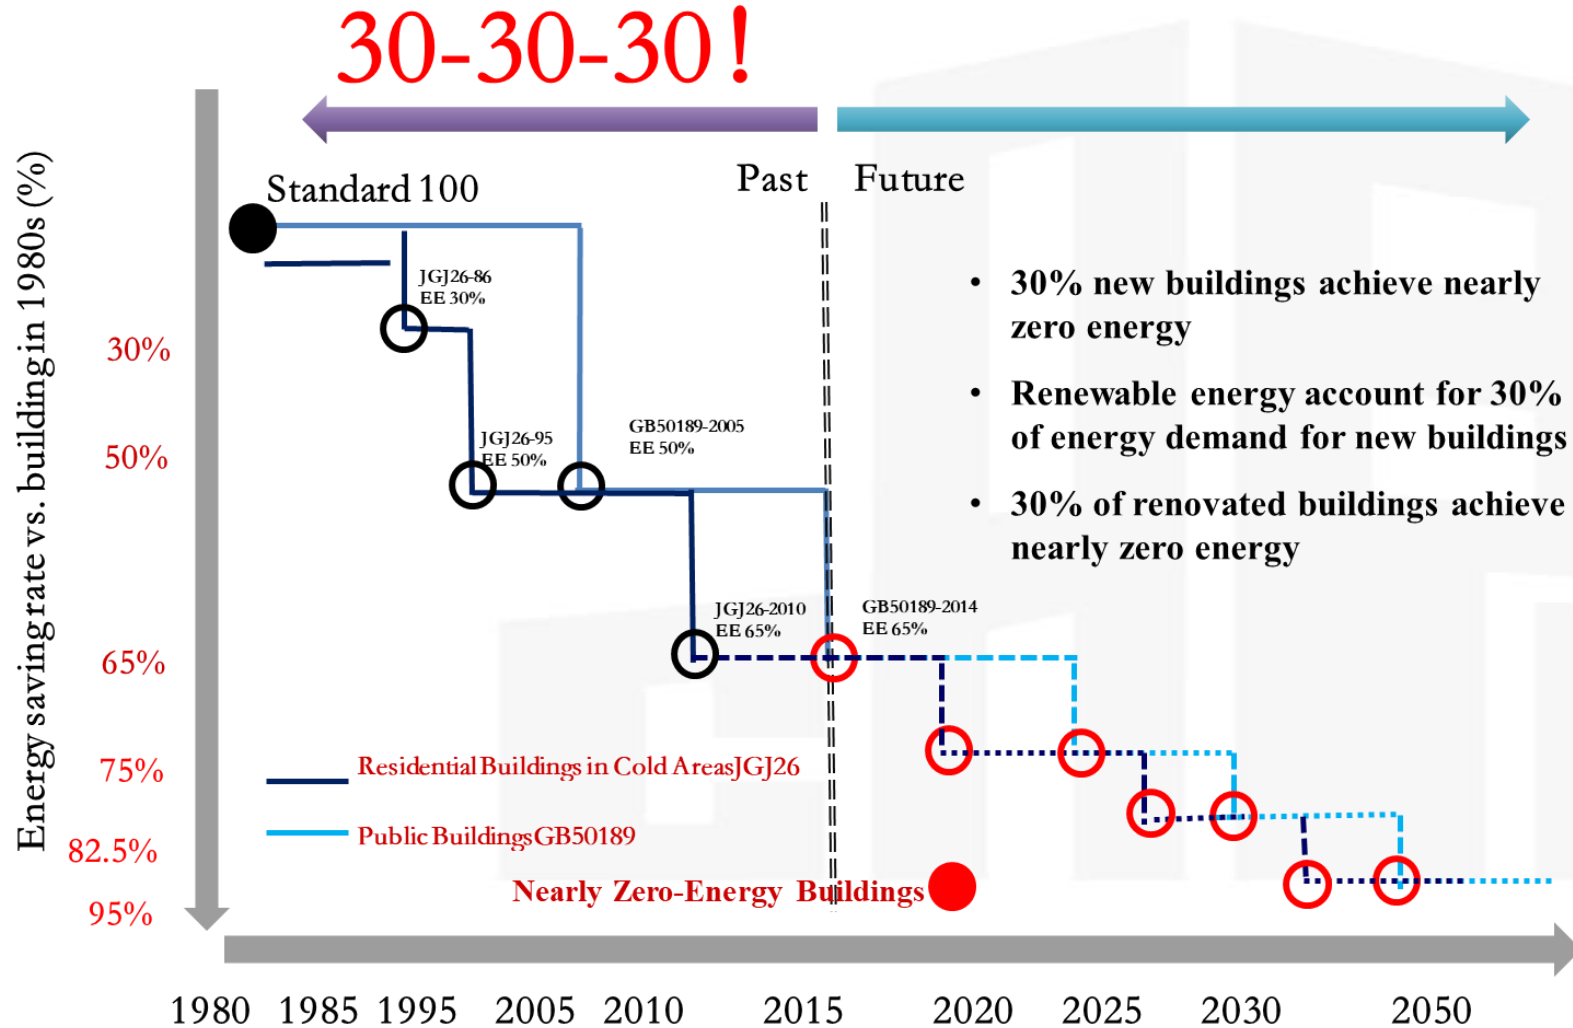 30-30-30!
Past
Future
Standard 100
Energy saving rate vs. building in 1980s (%)
JGJ26-86
EE 30%
30%
• 30% new buildings achieve nearly
zero energy
• Renewable energy account for 30%
of energy demand for new buildings
• 30% of renovated buildings achieve
nearly zero energy
JGJ26-95
EE 50%
GB50189-2005
EE 50%
50%
JGJ26-2010
EE 65%
GB50189-2014
EE 65%
65%
75%
Residential Buildings in Cold AreasJGJ26
Public BuildingsGB50189
82.5%
Nearly Zero-Energy Buildings
95%
1980 1985 1995 2005 2010 2015 2020 2025 2030 2050